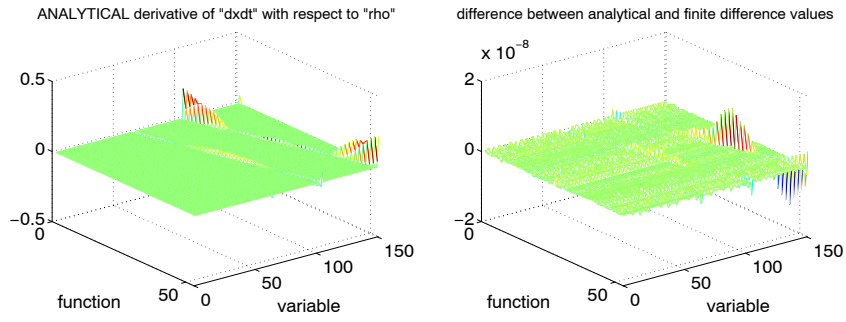 ANALYTICAL derivative of "dxdt" with respect to "rho"
0.5
0
−0.5
0
50
function
0
50
100
150
variable
difference between analytical and finite difference values
x 10⁻⁸
2
0
−2
0
50
function
0
50
100
150
variable